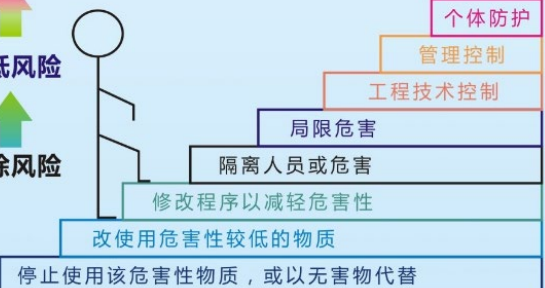 个体防护
管理控制
低风险
工程技术控制
局限危害
除风险
隔离人员或危害
修改程序以减轻危害性
改使用危害性较低的物质
停止使用该危害性物质，或以无害物代替